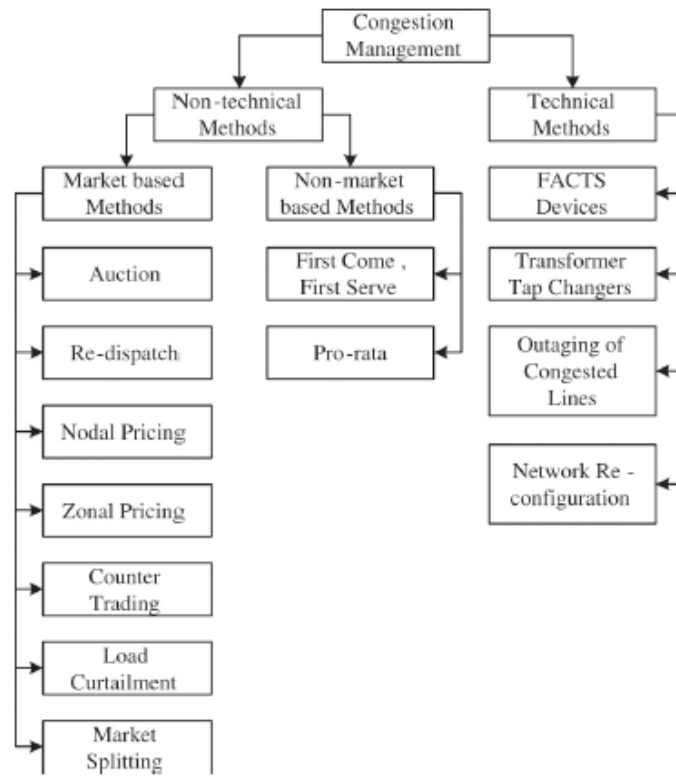 Congestion
Management
Non-technical
Methods
Technical
Methods
Market based
Methods
Non-market
based Methods
FACTS
Devices
Auction
First Come ,
First Serve
Transformer
Tap Changers
Re-dispatch
Pro-rata
Outaging of
Congested
Lines
Nodal Pricing
Network Re -
configuration
Zonal Pricing
Counter
Trading
Load
Curtailment
Market
Splitting